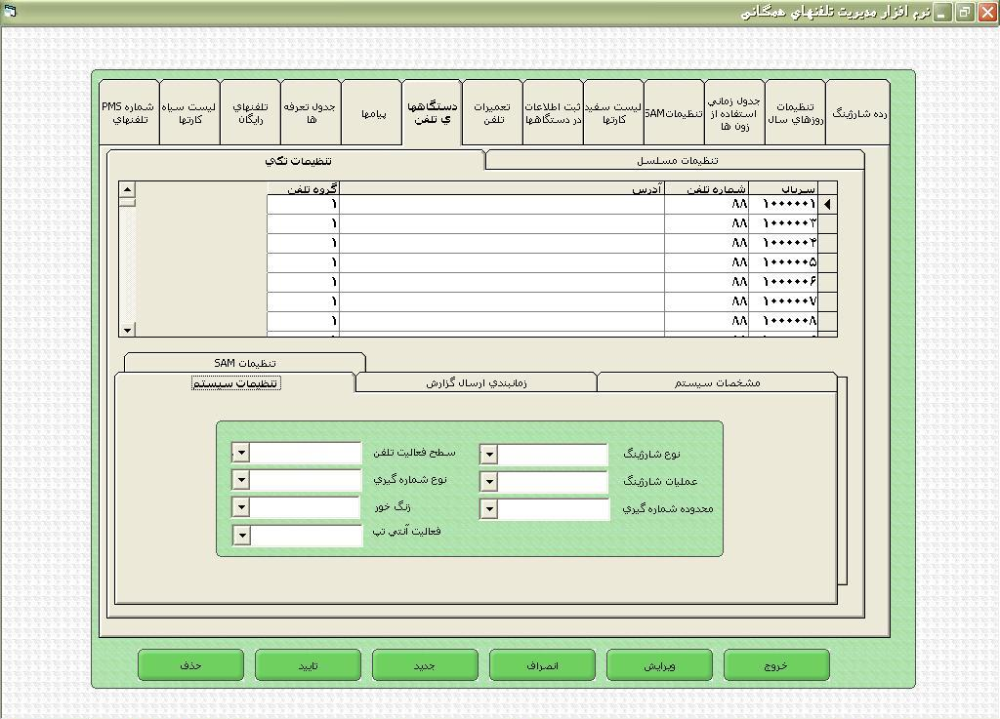 نرم افزار مديريت تلفنهاي همگاني
رده شارژينگ
تنظيمات
روزهاي سال
جدول زماني
استفاده از
زون ها
تنظيماتSAM
ليست سفيد
كارتها
ثبت اطلاعات
در دستگاهها
تعميرات
تلفن
دستگاهها
ي تلفن
پيامها
جدول تعرفه
ها
تلفنهاي
رايگان
ليست سياه
كارتها
شماره PMS
تلفنهاي
تنظيمات مسلسل
تنظيمات تكي
سريال شماره تلفن آدرس گروه تلفن
۱۰۰۰۰۰۱ ۸۸ ۱
۱۰۰۰۰۰۳ ۸۸ ۱
۱۰۰۰۰۰۴ ۸۸ ۱
۱۰۰۰۰۰۵ ۸۸ ۱
۱۰۰۰۰۰۶ ۸۸ ۱
۱۰۰۰۰۰۷ ۸۸ ۱
۱۰۰۰۰۰۸ ۸۸ ۱
تنظيمات SAM
مشخصات سيستم
زمانبندي ارسال گزارش
تنظيمات سيستم
نوع شارژينگ
عمليات شارژينگ
محدوده شماره گيري
سطح فعاليت تلفن
نوع شماره گيري
زنگ خور
فعاليت آنتي تپ
خروج
ويرايش
انصراف
جديد
تاييد
حذف